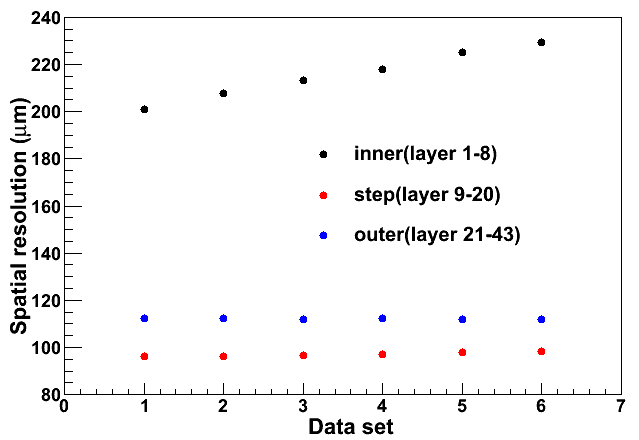 240
220
200
180
160
140
120
100
80
Spatial resolution (μm)
inner(layer 1-8)
step(layer 9-20)
outer(layer 21-43)
0 1 2 3 4 5 6 7
Data set